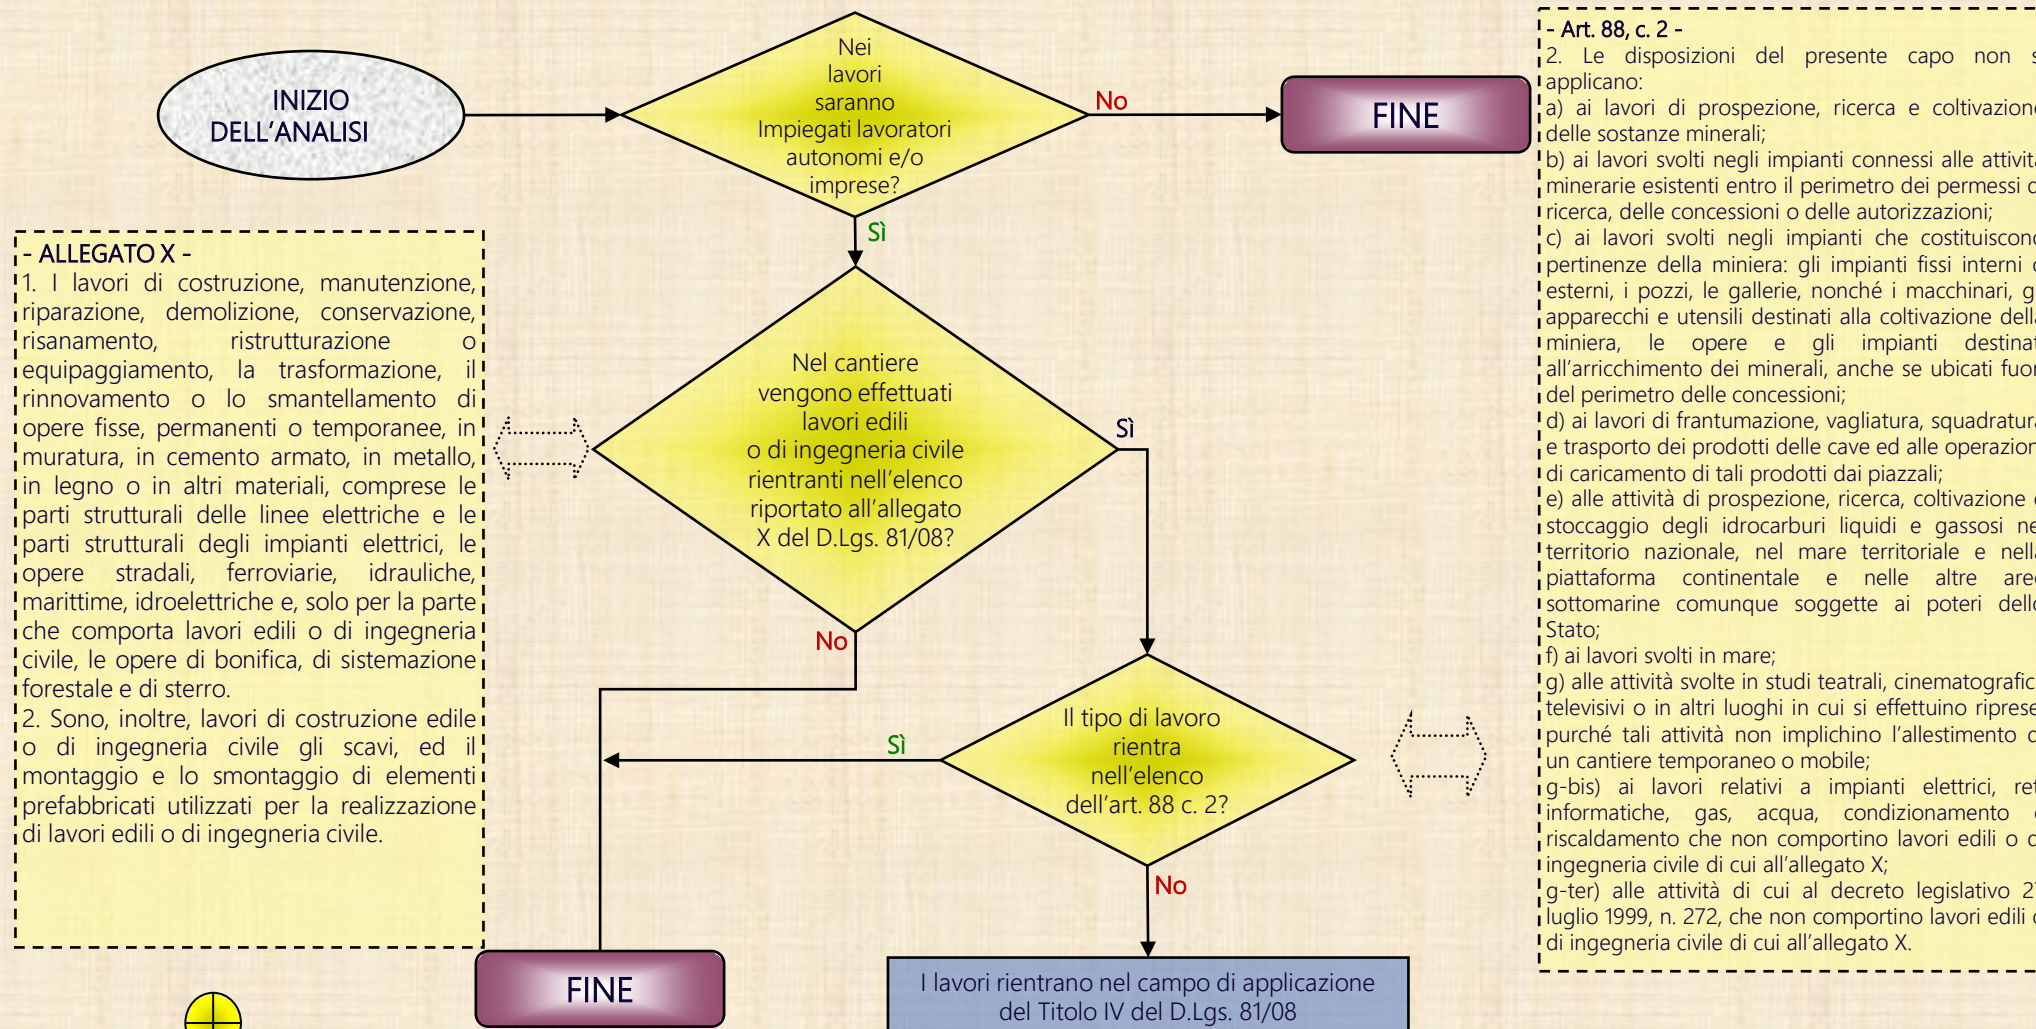 INIZIO
DELL’ANALISI
Nei
lavori
saranno
Impiegati lavoratori
autonomi e/o
imprese?
No
FINE
Sì
- ALLEGATO X -
1. I lavori di costruzione, manutenzione,
riparazione, demolizione, conservazione,
risanamento, ristrutturazione o
equipaggiamento, la trasformazione, il
rinnovamento o lo smantellamento di
opere fisse, permanenti o temporanee, in
muratura, in cemento armato, in metallo,
in legno o in altri materiali, comprese le
parti strutturali delle linee elettriche e le
parti strutturali degli impianti elettrici, le
opere stradali, ferroviarie, idrauliche,
marittime, idroelettriche e, solo per la parte
che comporta lavori edili o di ingegneria
civile, le opere di bonifica, di sistemazione
forestale e di sterro.
2. Sono, inoltre, lavori di costruzione edile
o di ingegneria civile gli scavi, ed il
montaggio e lo smontaggio di elementi
prefabbricati utilizzati per la realizzazione
di lavori edili o di ingegneria civile.
Nel cantiere
vengono effettuati
lavori edili
o di ingegneria civile
rientranti nell’elenco
riportato all’allegato
X del D.Lgs. 81/08?
Sì
No
Il tipo di lavoro
rientra
nell’elenco
dell’art. 88 c. 2?
Sì
No
FINE
I lavori rientrano nel campo di applicazione
del Titolo IV del D.Lgs. 81/08
- Art. 88, c. 2 -
2. Le disposizioni del presente capo non
applicano:
a) ai lavori di prospezione, ricerca e coltivazione
delle sostanze minerali;
b) ai lavori svolti negli impianti connessi alle attività
minerarie esistenti entro il perimetro dei permessi
ricerca, delle concessioni o delle autorizzazioni;
c) ai lavori svolti negli impianti che costituiscono
pertinenze della miniera: gli impianti fissi interni
esterni, i pozzi, le gallerie, nonché i macchinari,
apparecchi e utensili destinati alla coltivazione della
miniera, le opere e gli impianti destinat
all’arricchimento dei minerali, anche se ubicati fuor
del perimetro delle concessioni;
d) ai lavori di frantumazione, vagliatura, squadratura
e trasporto dei prodotti delle cave ed alle operazion
di caricamento di tali prodotti dai piazzali;
e) alle attività di prospezione, ricerca, coltivazione
stoccaggio degli idrocarburi liquidi e gassosi ne
territorio nazionale, nel mare territoriale e nella
piattaforma continentale e nelle altre aree
sottomarine comunque soggette ai poteri dello
Stato;
f) ai lavori svolti in mare;
g) alle attività svolte in studi teatrali, cinematografic
televisivi o in altri luoghi in cui si effettuino riprese
purché tali attività non implichino l’allestimento
un cantiere temporaneo o mobile;
g-bis) ai lavori relativi a impianti elettrici, ret
informatiche, gas, acqua, condizionamento
riscaldamento che non comportino lavori edili o
ingegneria civile di cui all’allegato X;
g-ter) alle attività di cui al decreto legislativo 27
luglio 1999, n. 272, che non comportino lavori edili
di ingegneria civile di cui all’allegato X.